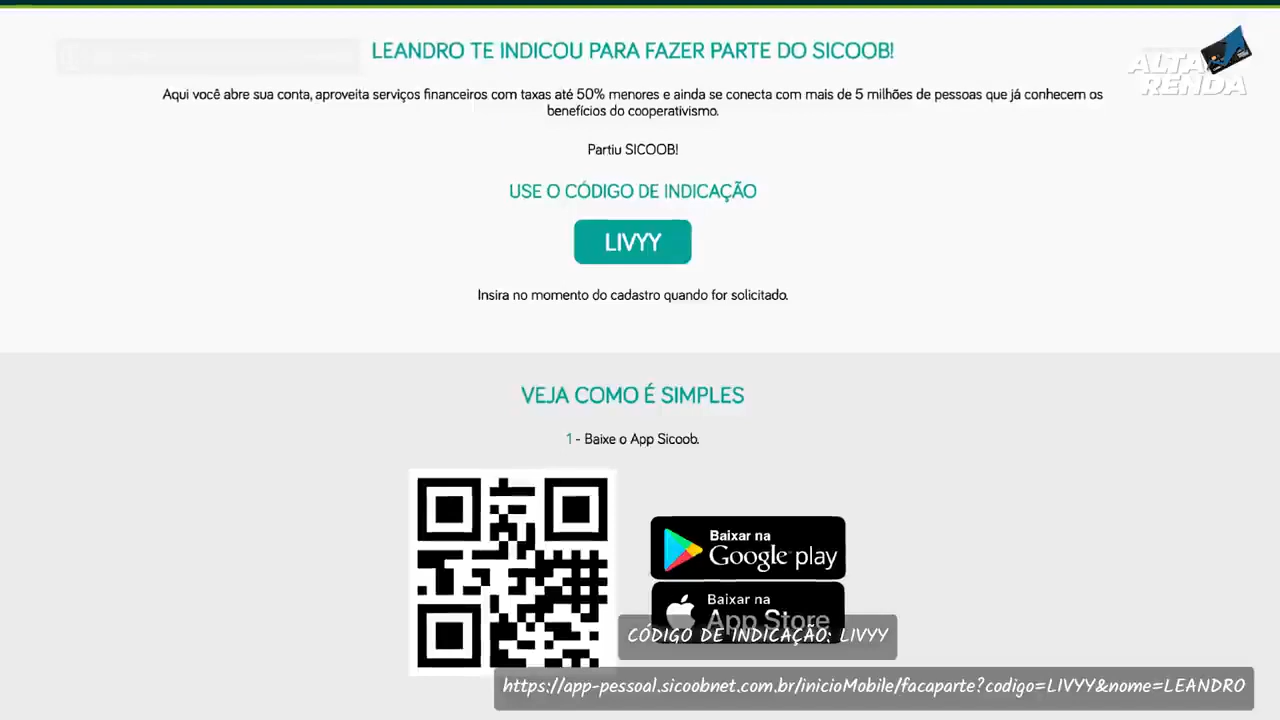 LEANDRO TE INDICOU PARA FAZER PARTE DO SICOOB!
ALTA
RENDA
Aqui você abre sua conta, aproveita serviços financeiros com taxas até 50% menores e ainda se conecta com mais de 5 milhões de pessoas que já conhecem os
benefícios do cooperativismo.
Partiu SICOOB!
USE O CÓDIGO DE INDICAÇÃO
LIVYY
Insira no momento do cadastro quando for solicitado.
VEJA COMO É SIMPLES
1 - Baixe o App Sicoob.
Baixar na
Google play
Baixar na
App Store
CÓDIGO DE INDICAÇÃO: LIVYY
https://app-pessoal.sicoobnet.com.br/inicioMobile/facaparte?codigo=LIVYY&nome=LEANDRO